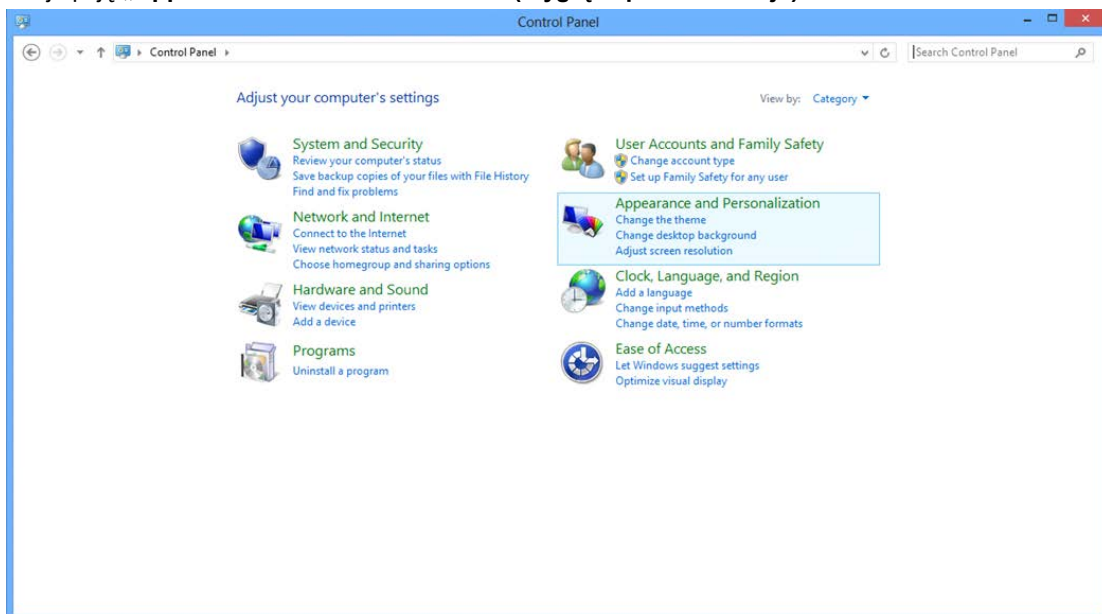 Control Panel
Control Panel
Search Control Panel
Adjust your computer's settings
View by: Category
System and Security
Review your computer's status
Save backup copies of your files with File History
Find and fix problems
Network and Internet
Connect to the Internet
View network status and tasks
Choose homegroup and sharing options
Hardware and Sound
View devices and printers
Add a device
Programs
Uninstall a program
User Accounts and Family Safety
Change account type
Set up Family Safety for any user
Appearance and Personalization
Change the theme
Change desktop background
Adjust screen resolution
Clock, Language, and Region
Add a language
Change input methods
Change date, time, or number formats
Ease of Access
Let Windows suggest settings
Optimize visual display